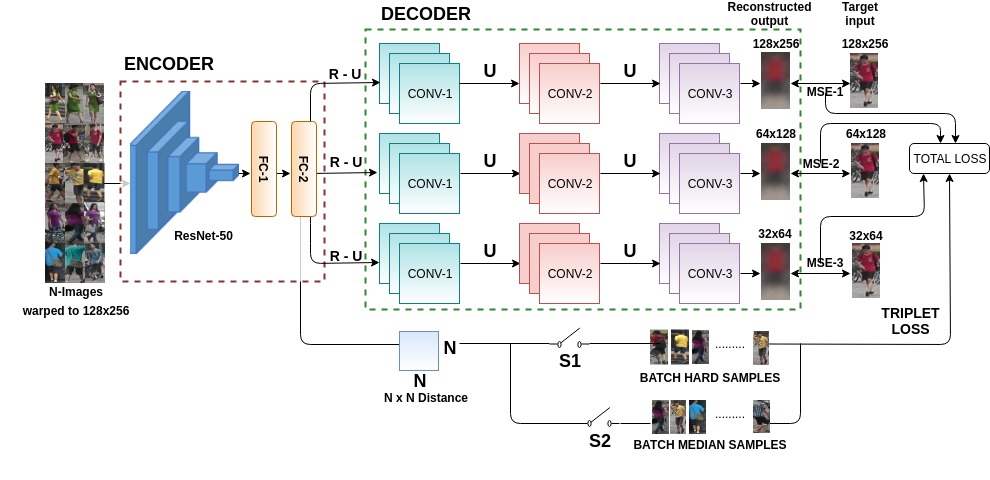 DECODER
Reconstructed
output
Target
input
128x256
128x256
ENCODER
R - U
CONV-1
U
CONV-2
U
CONV-3
MSE-1
64x128
64x128
FC-1
FC-2
R - U
CONV-1
U
CONV-2
U
CONV-3
MSE-2
TOTAL LOSS
ResNet-50
32x64
32x64
R - U
CONV-1
U
CONV-2
U
CONV-3
MSE-3
N-Images
warped to 128x256
TRIPLET
LOSS
N
N
N x N Distance
S1
.........
BATCH HARD SAMPLES
S2
.........
BATCH MEDIAN SAMPLES